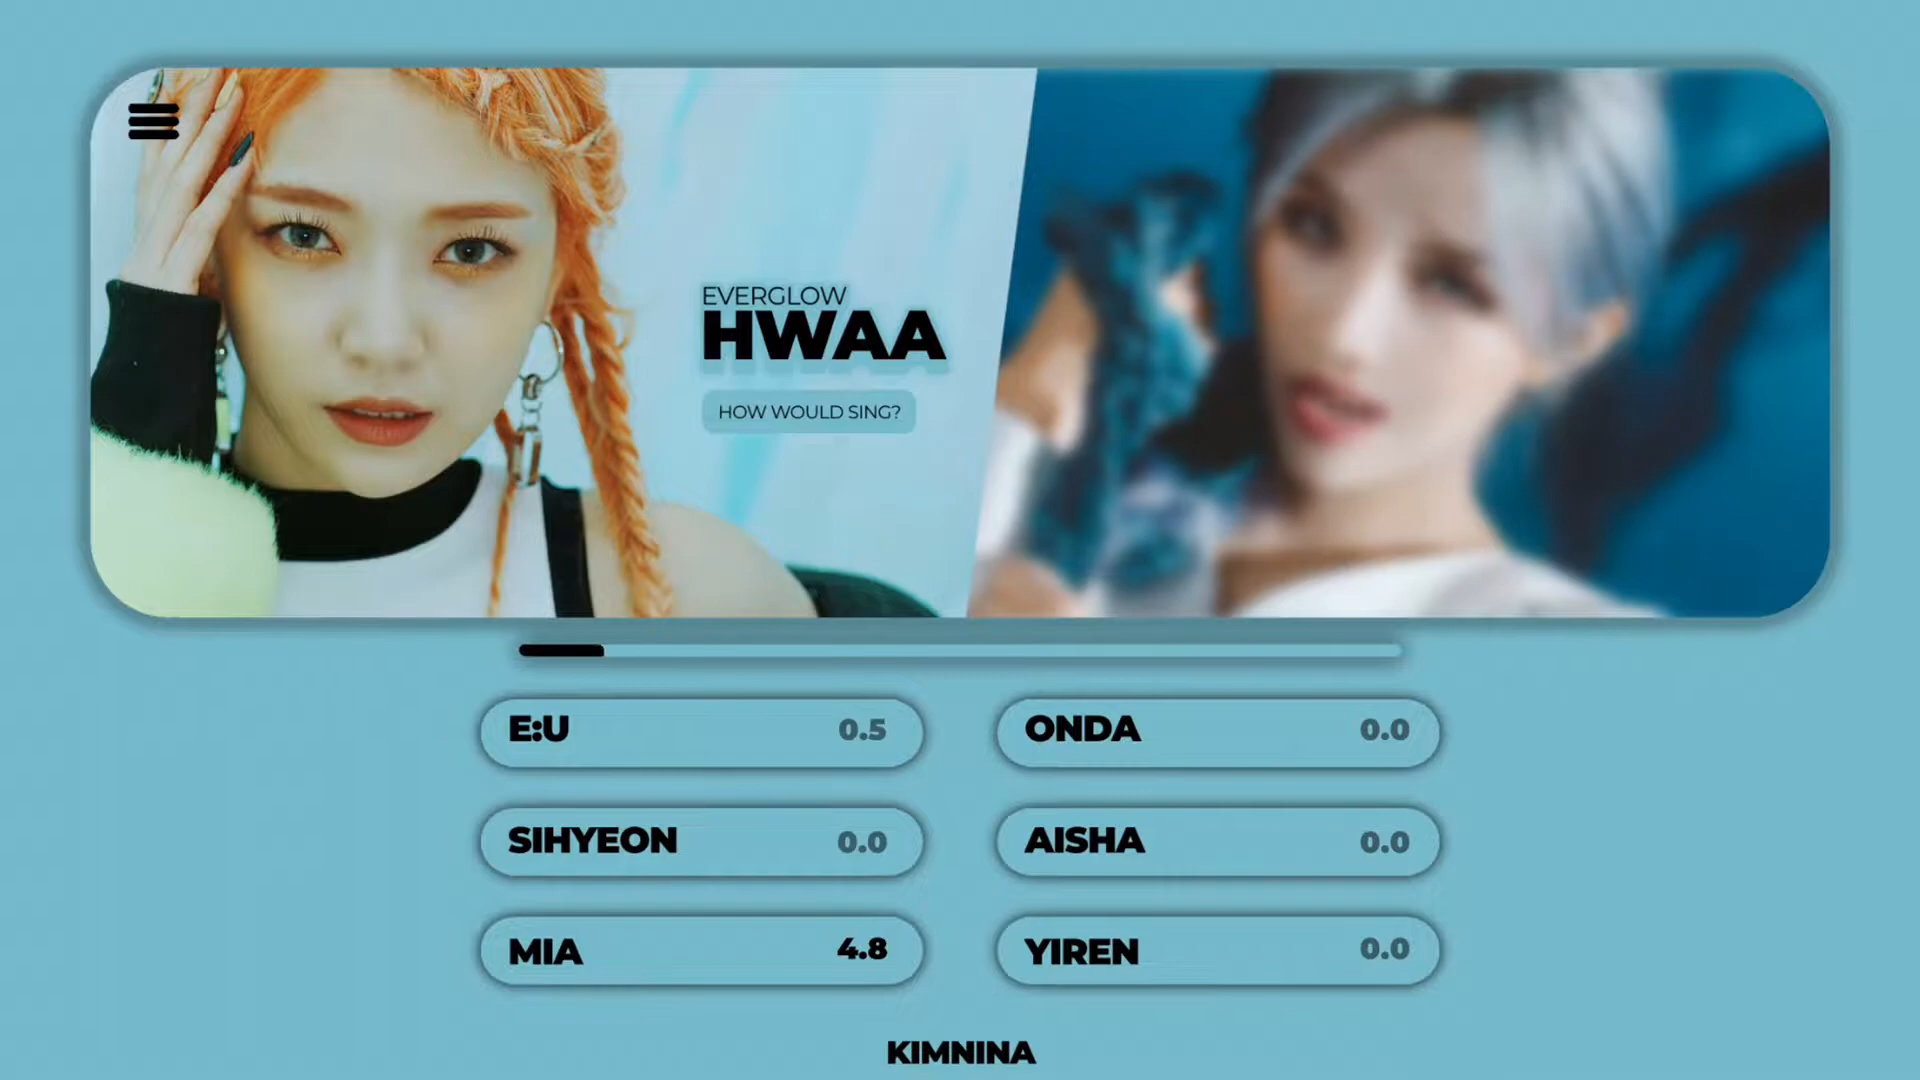 EVERGLOW
HWAA
HOW WOULD SING?
E:U 0.5
ONDA 0.0
SIHYEON 0.0
AISHA 0.0
MIA 4.8
YIREN 0.0
KIMNINA